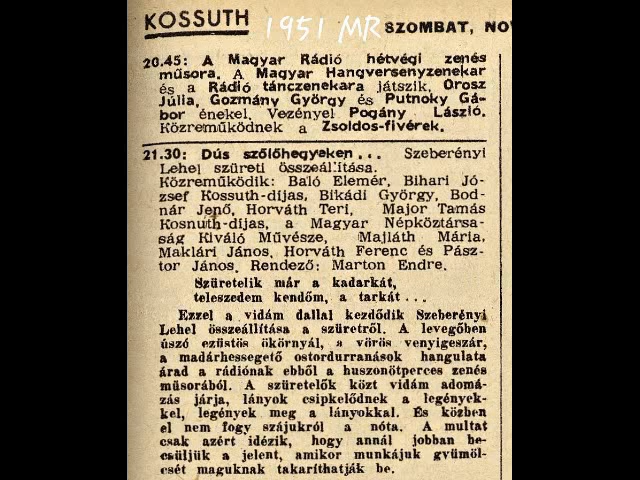 KOSSUTH 1951 MR SZOMBAT, NO
20.45: A Magyar Rádió hétvégi zenés
műsora. A Magyar Hangversenyzenekar
és a Rádió tánczenekara játszik, Orosz
Júlia, Gozmány György és Putnoky Gá-
bor énekel. Vezényel Pogány László.
Közreműködnek a Zsoldos-fivérek.
21.30: Dús szőlőhegyeken... Szeberényi
Lehel szüreti összeállítása.
Közreműködik: Baló Elemér, Bihari Jó-
zsef Kossuth-díjas, Bikádi György, Bod-
nár Jenő, Horváth Teri, Major Tamás
Kosnuth-díjas, a Magyar Népköztársa-
ság Kiváló Művésze, Majláth Mária,
Maklári János, Horváth Ferenc és Pász-
tor János. Rendező: Marton Endre.
Szüretelik már a kadarkát,
teleszedem kendőm, a tarkát...
Ezzel a vidám dallal kezdődik Szeberényi
Lehel összeállítása a szüretről. A levegőben
úszó ezüstös ökörnyál, a vörös venyigeszár,
a madárhessegető ostordurranások hangulata
árad a rádiónak ebből a huszonötperces zenés
műsorából. A szüretelők közt vidám adomá-
zás járja, lányok csipkelődnek a legények-
kel, legények meg a lányokkal. És közben
el nem fogy szájukról a nóta. A multat
csak azért idézik, hogy annál jobban be-
csüljük a jelent, amikor munkájuk gyümöl-
csét maguknak takaríthatják be.